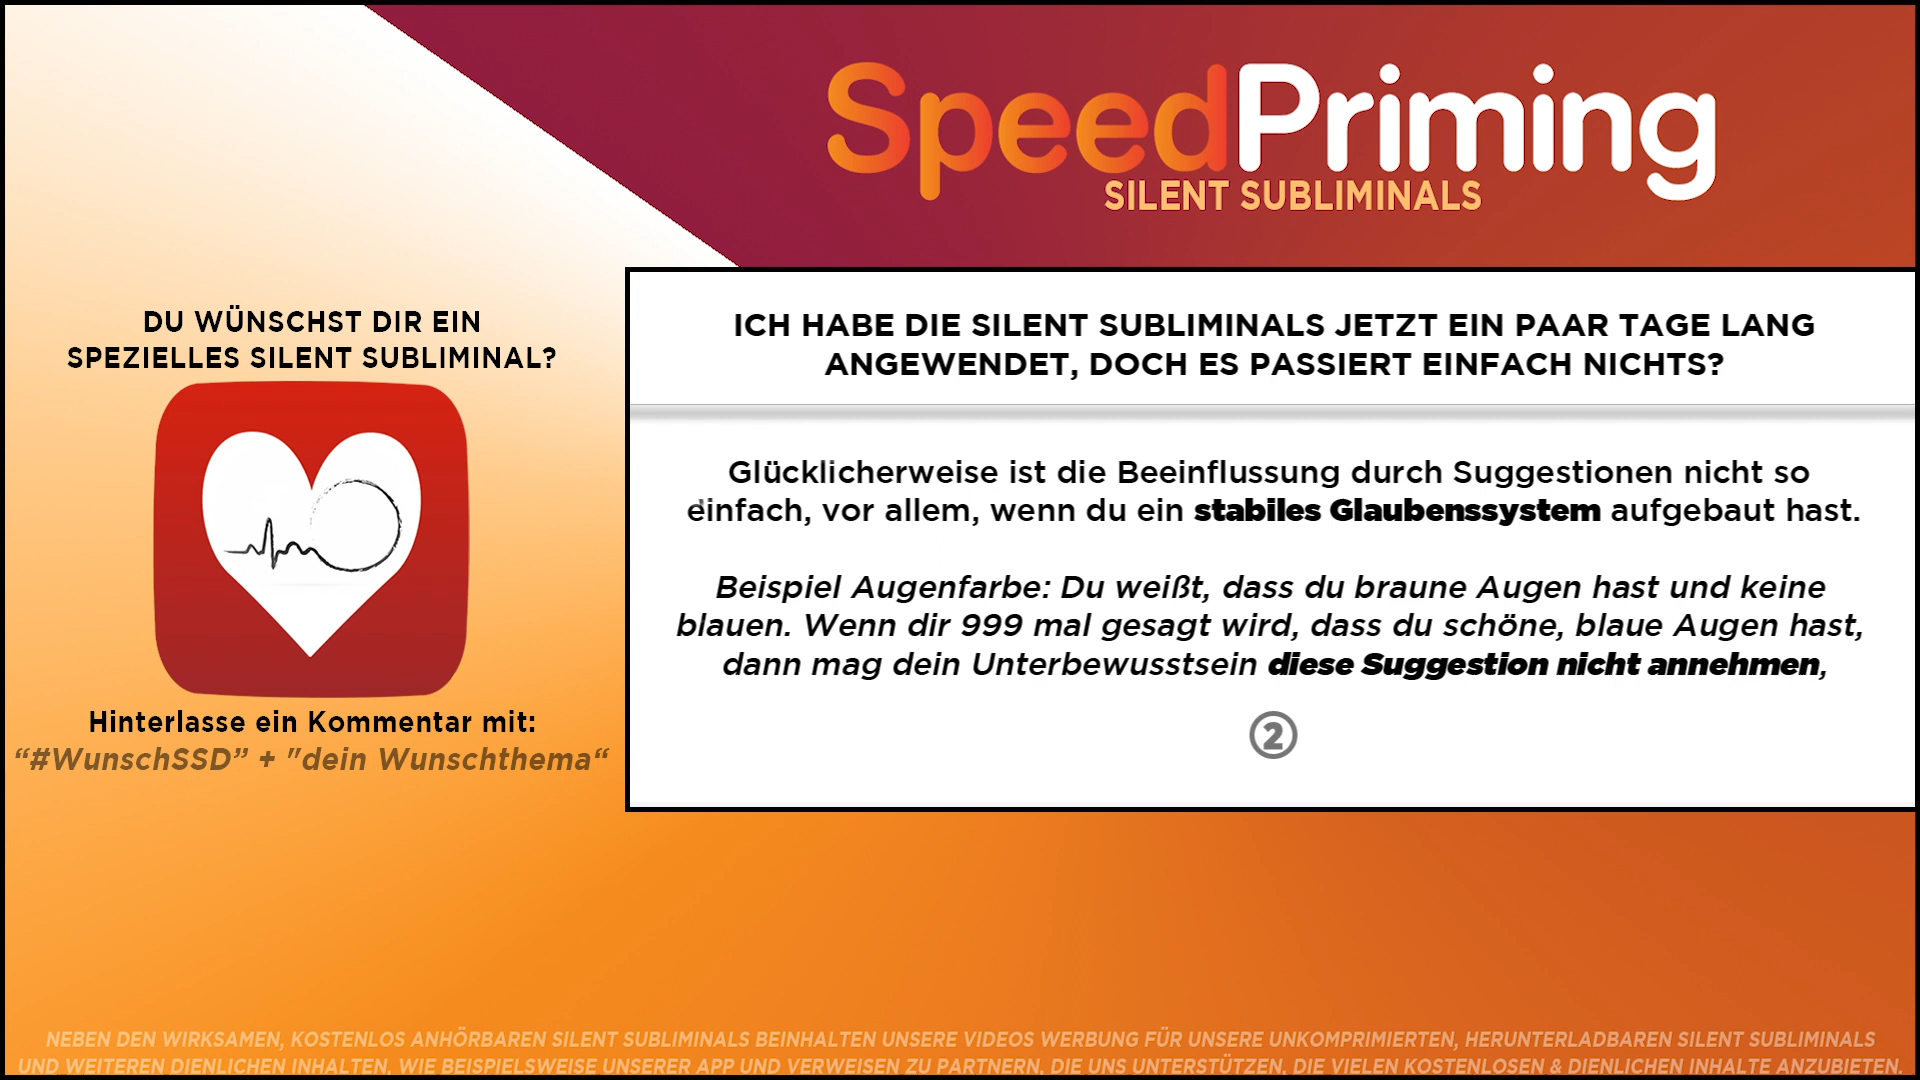 SpeedPriming
SILENT SUBLIMINALS
DU WÜNSCHST DIR EIN
SPEZIELLES SILENT SUBLIMINAL?
Hinterlasse ein Kommentar mit:
“#WunschSSD” + "dein Wunschthema“
ICH HABE DIE SILENT SUBLIMINALS JETZT EIN PAAR TAGE LANG
ANGEWENDET, DOCH ES PASSIERT EINFACH NICHTS?
Glücklicherweise ist die Beeinflussung durch Suggestionen nicht so
einfach, vor allem, wenn du ein stabiles Glaubenssystem aufgebaut hast.
Beispiel Augenfarbe: Du weißt, dass du braune Augen hast und keine
blauen. Wenn dir 999 mal gesagt wird, dass du schöne, blaue Augen hast,
dann mag dein Unterbewusstsein diese Suggestion nicht annehmen,
2
NEBEN DEN WIRKSAMEN, KOSTENLOS ANHÖRBAREN SILENT SUBLIMINALS BEINHALTEN UNSERE VIDEOS WERBUNG FÜR UNSERE UNKOMPRIMIERTEN, HERUNTERLADBAREN SILENT SUBLIMINALS
UND WEITEREN DIENLICHEN INHALTEN, WIE BEISPIELSWEISE UNSERER APP UND VERWEISEN ZU PARTNERN, DIE UNS UNTERSTÜTZEN, DIE VIELEN KOSTENLOSEN & DIENLICHEN INHALTE ANZUBIETEN.